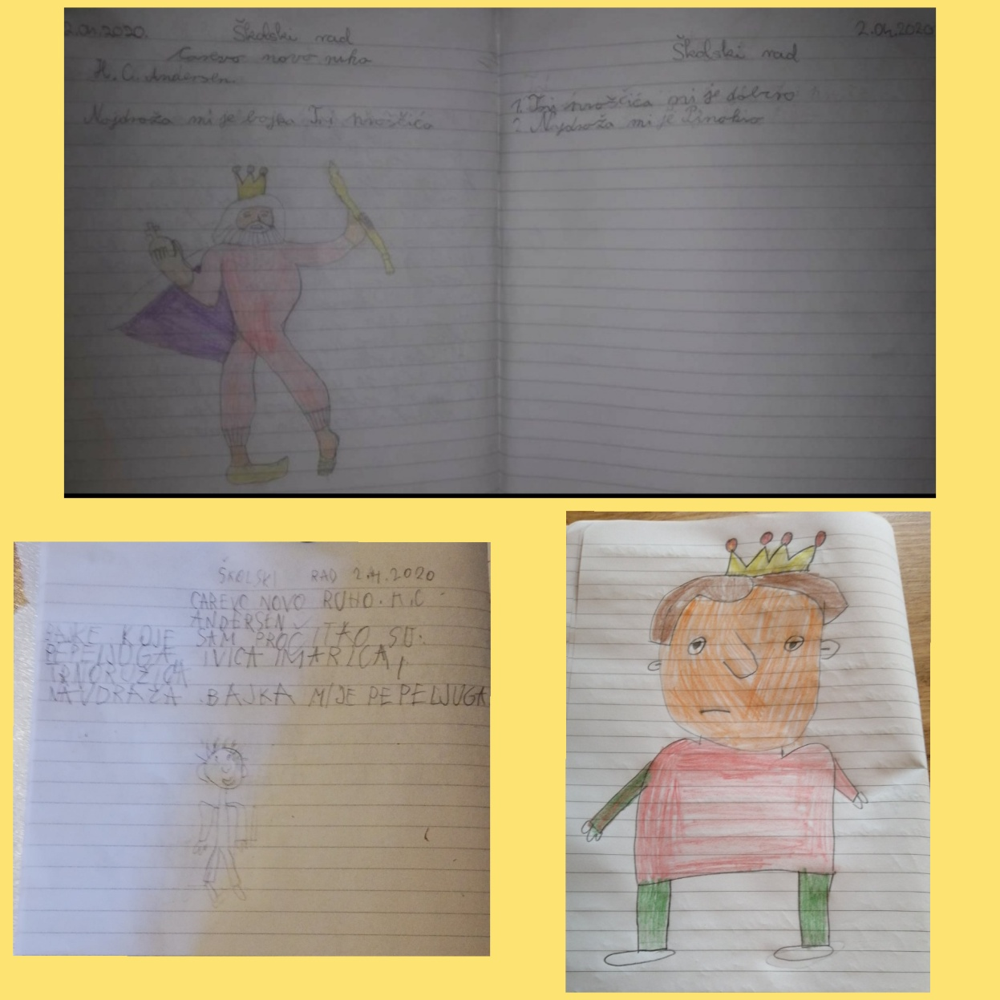 2.04.2020. Školski rad
Carevo novo ruho
H. C. Andersen
Najdraža mi je bajka Tri praščića
2.04.2020
Školski rad
1. Tri praščića mi je dobro
2 Najdraža mi je Pinokio
ŠKOLSKI RAD 2.4.2020
CAREVO NOVO RUHO. H.C
ANDERSEN
BAJKE KOJE SAM PROČITAO SU:
PEPELJUGA, IVICA I MARICA,
TRNORUŽICA
NAJDRAŽA BAJKA MI JE PEPELJUGA